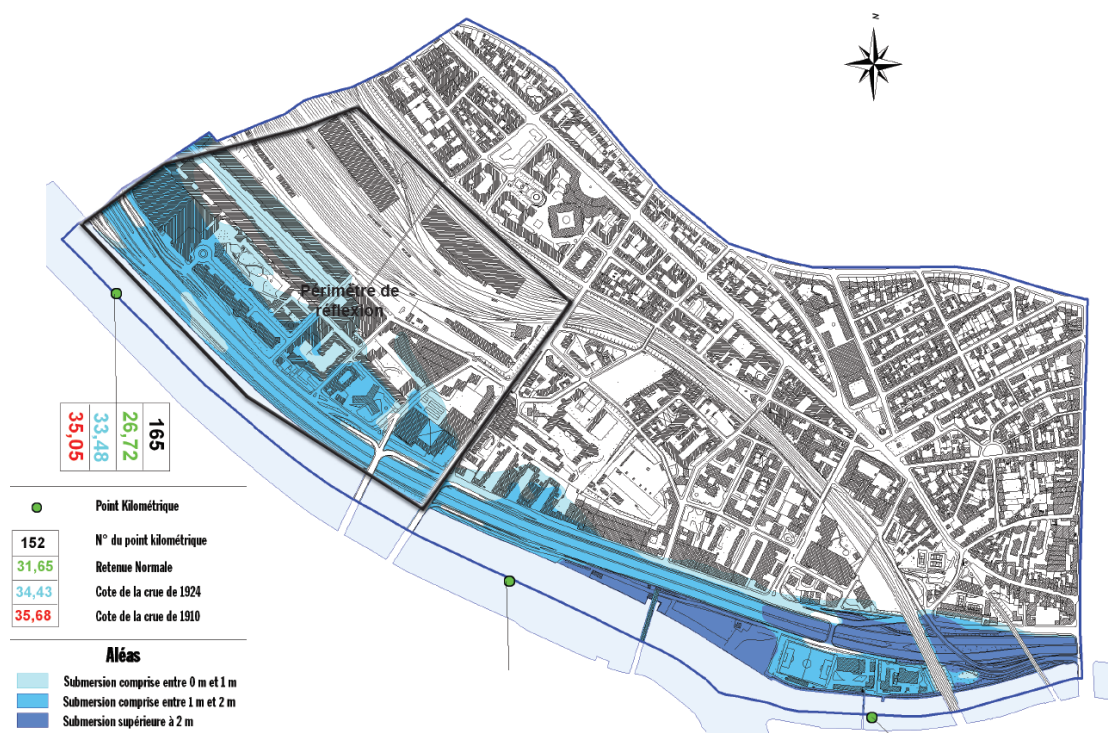 N
Périmètre de
réflexion
165
26,72
33,48
35,05
Point Kilométrique
152
N° du point kilométrique
31,65
Retenue Normale
34,43
Cote de la crue de 1924
35,68
Cote de la crue de 1910
Aléas
Submersion comprise entre 0 m et 1 m
Submersion comprise entre 1 m et 2 m
Submersion supérieure à 2 m